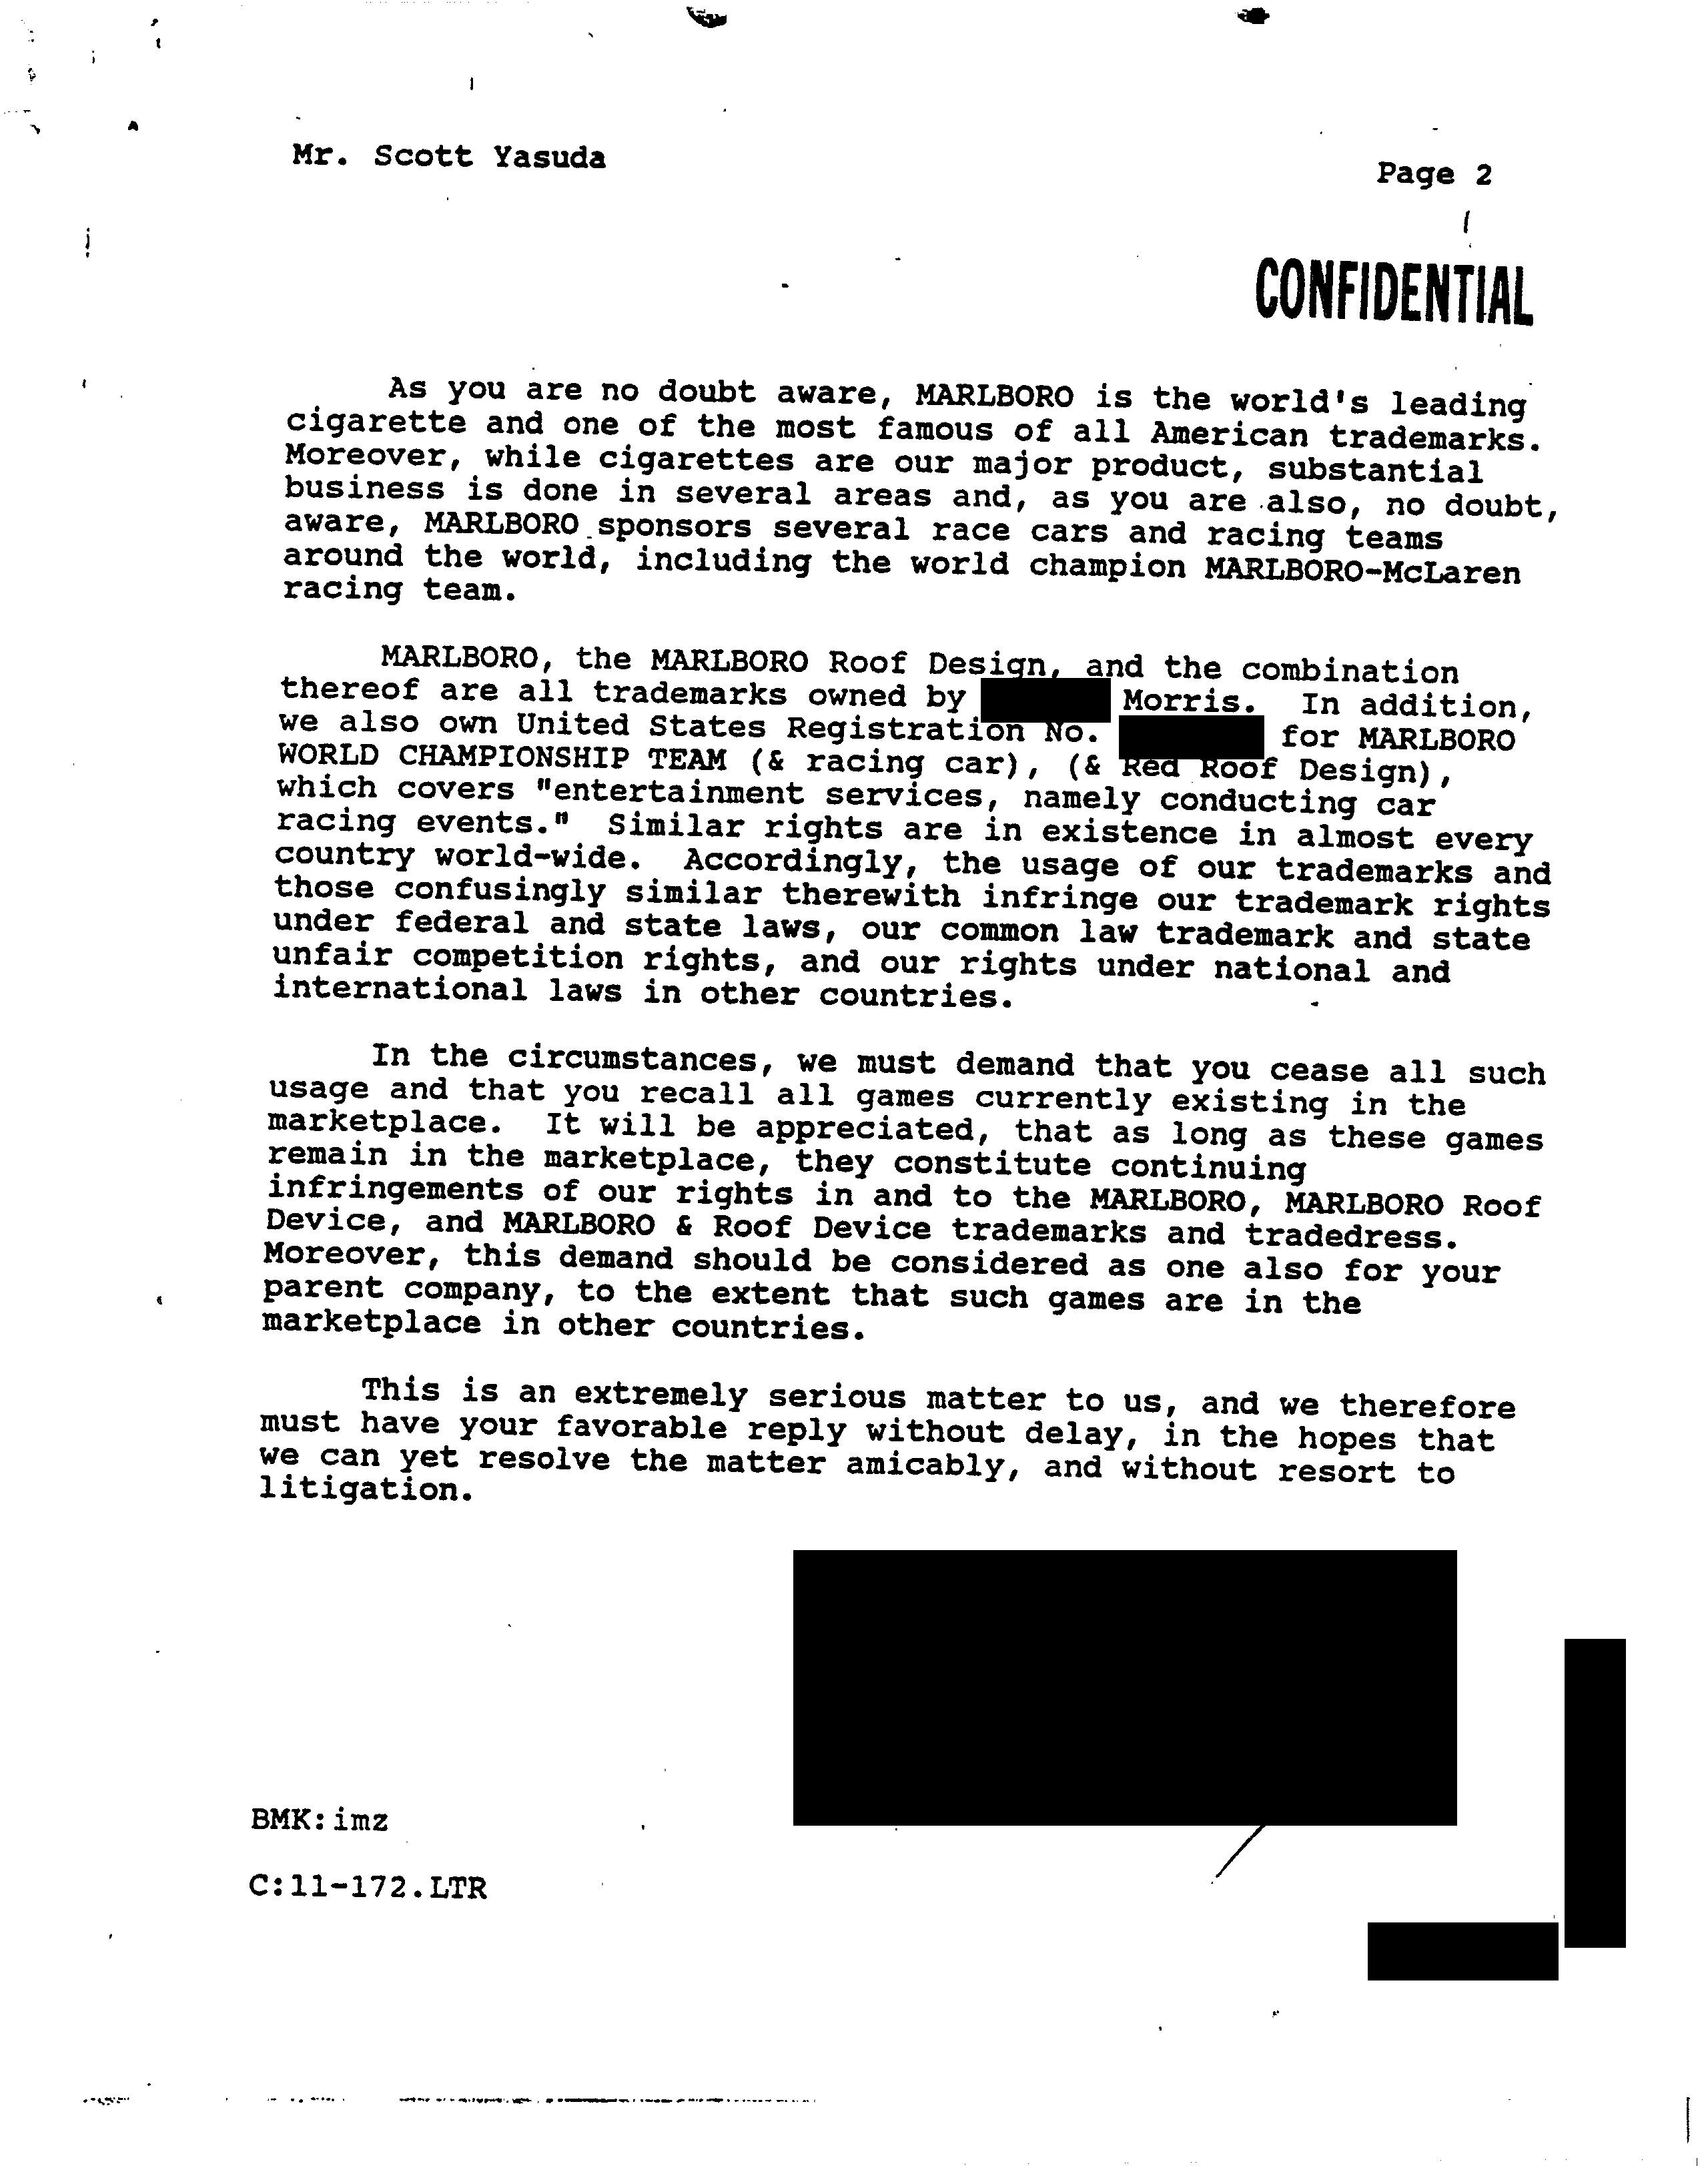 Mr. Scott Yasuda
Page 2
CONFIDENTIAL
As you are no doubt aware, MARLBORO is the world's leading
cigarette and one of the most famous of all American trademarks.
Moreover, while cigarettes are our major product, substantial
business is done in several areas and, as you are also, no doubt,
aware, MARLBORO sponsors several race cars and racing teams
around the world, including the world champion MARLBORO-McLaren
racing team.
MARLBORO, the MARLBORO Roof Design, and the combination
thereof are all trademarks owned by Morris. In addition,
we also own United States Registration No. for MARLBORO
WORLD CHAMPIONSHIP TEAM (& racing car), (& Red Roof Design),
which covers "entertainment services, namely conducting car
racing events." Similar rights are in existence in almost every
country world-wide. Accordingly, the usage of our trademarks and
those confusingly similar therewith infringe our trademark rights
under federal and state laws, our common law trademark and state
unfair competition rights, and our rights under national and
international laws in other countries.
In the circumstances, we must demand that you cease all such
usage and that you recall all games currently existing in the
marketplace. It will be appreciated, that as long as these games
remain in the marketplace, they constitute continuing
infringements of our rights in and to the MARLBORO, MARLBORO Roof
Device, and MARLBORO & Roof Device trademarks and tradedress.
Moreover, this demand should be considered as one also for your
parent company, to the extent that such games are in the
marketplace in other countries.
This is an extremely serious matter to us, and we therefore
must have your favorable reply without delay, in the hopes that
we can yet resolve the matter amicably, and without resort to
litigation.
BMK:imz
C:11-172.LTR